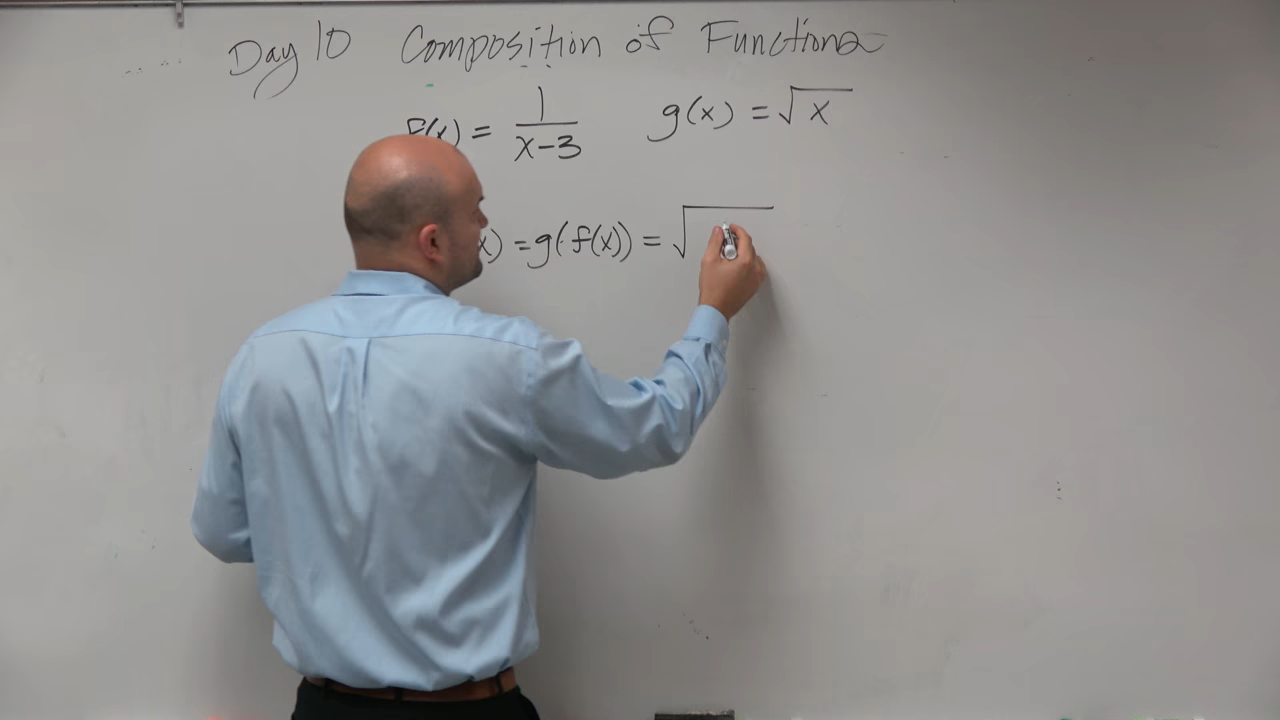 Day 10 Composition of Functions
f(x) = 1/(x-3) g(x) = √x
x) = g(f(x)) = √